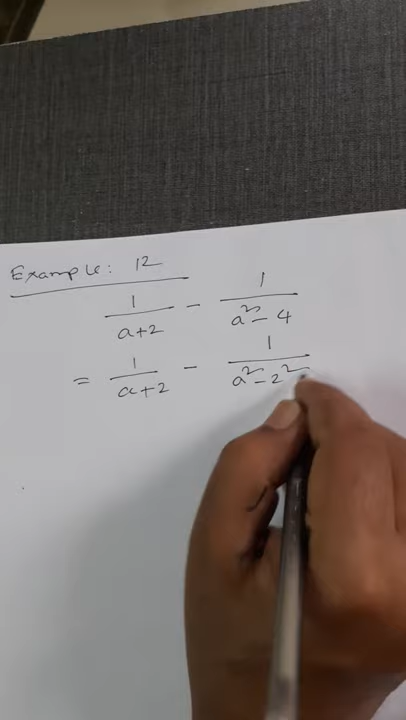 Example: 12
1/(a+2) - 1/(a² - 4)
= 1/(a+2) - 1/(a² - 2²)